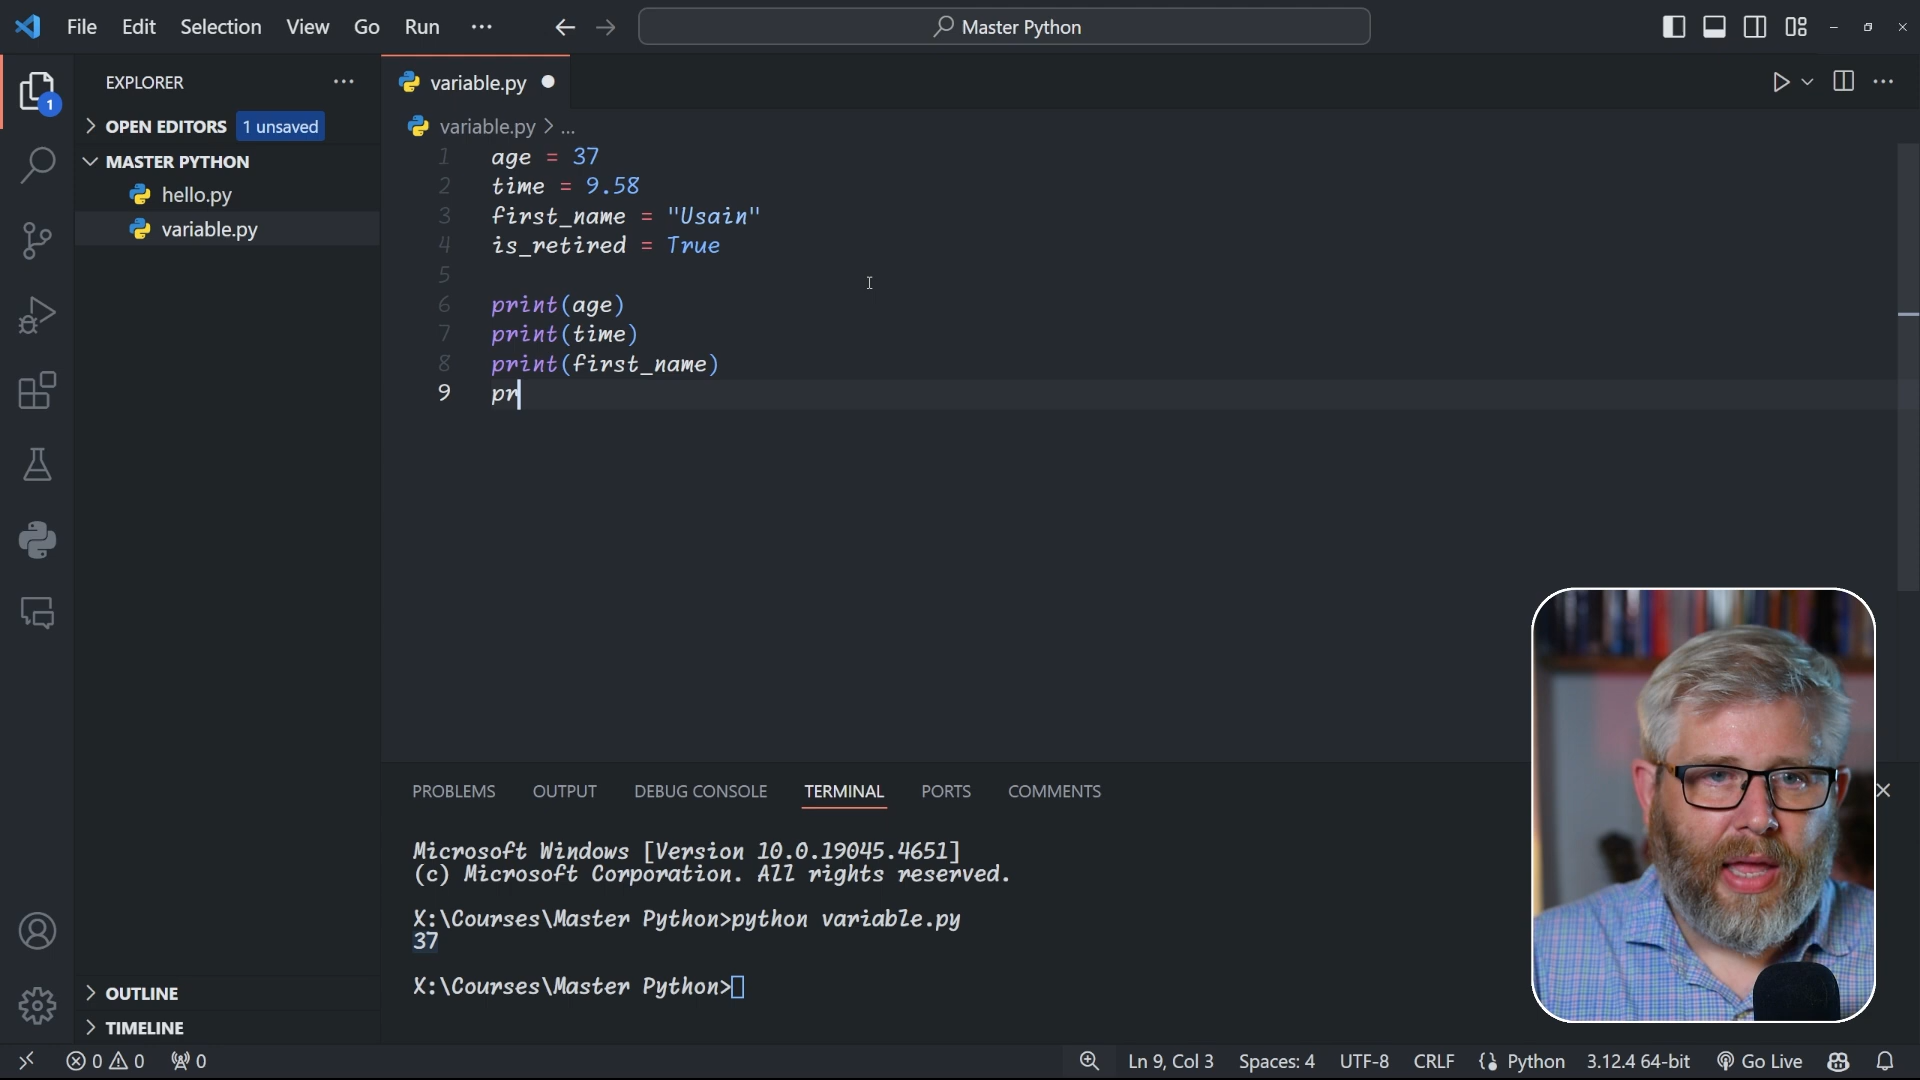 File Edit Selection View Go Run ... Master Python
EXPLORER ...
variable.py
OPEN EDITORS 1 unsaved
variable.py > ...
MASTER PYTHON
hello.py
variable.py
1 age = 37
2 time = 9.58
3 first_name = "Usain"
4 is_retired = True
5
6 print(age)
7 print(time)
8 print(first_name)
9 pr
1
PROBLEMS OUTPUT DEBUG CONSOLE TERMINAL PORTS COMMENTS
Microsoft Windows [Version 10.0.19045.4651]
(c) Microsoft Corporation. All rights reserved.
X:\Courses\Master Python>python variable.py
37
X:\Courses\Master Python>
OUTLINE
TIMELINE
0 0 0 Ln 9, Col 3 Spaces: 4 UTF-8 CRLF Python 3.12.4 64-bit Go Live